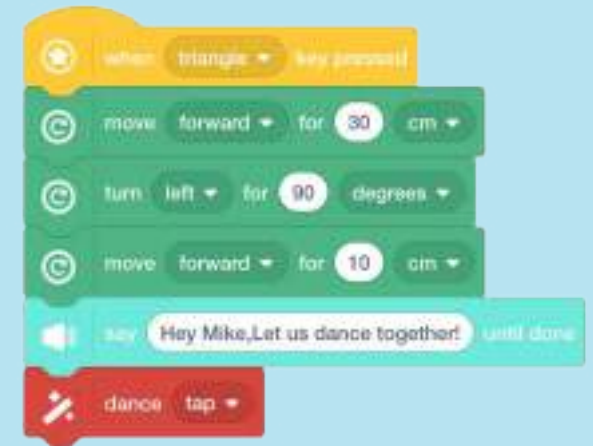 when triangle key pressed
move forward for 30 cm
turn left for 90 degrees
move forward for 10 cm
say Hey Mike,Let us dance together! until done
dance tap